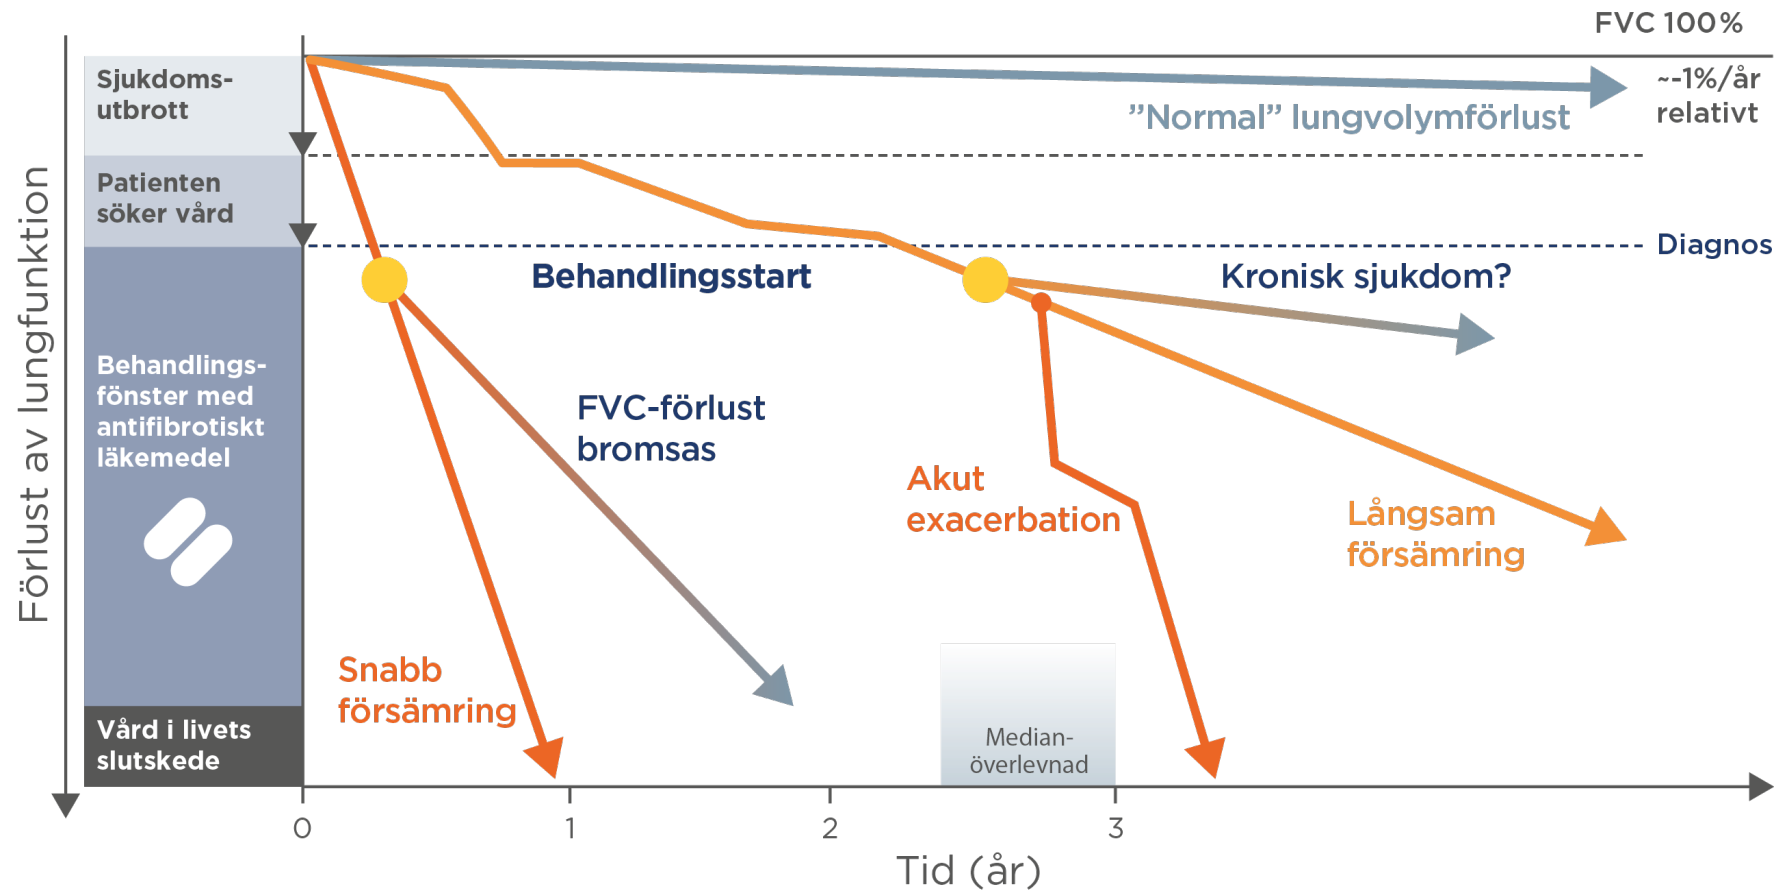 FVC 100%
Sjukdoms-
utbrott
~-1%/år
relativt
”Normal” lungvolymförlust
Patienten
söker vård
Diagnos
Behandlingsstart
Kronisk sjukdom?
Behandlings-
fönster med
antifibrotiskt
läkemedel
FVC-förlust
bromsas
Akut
exacerbation
Långsam
försämring
Snabb
försämring
Vård i livets
slutskede
Median-
överlevnad
Förlust av lungfunktion
0
1
2
3
Tid (år)